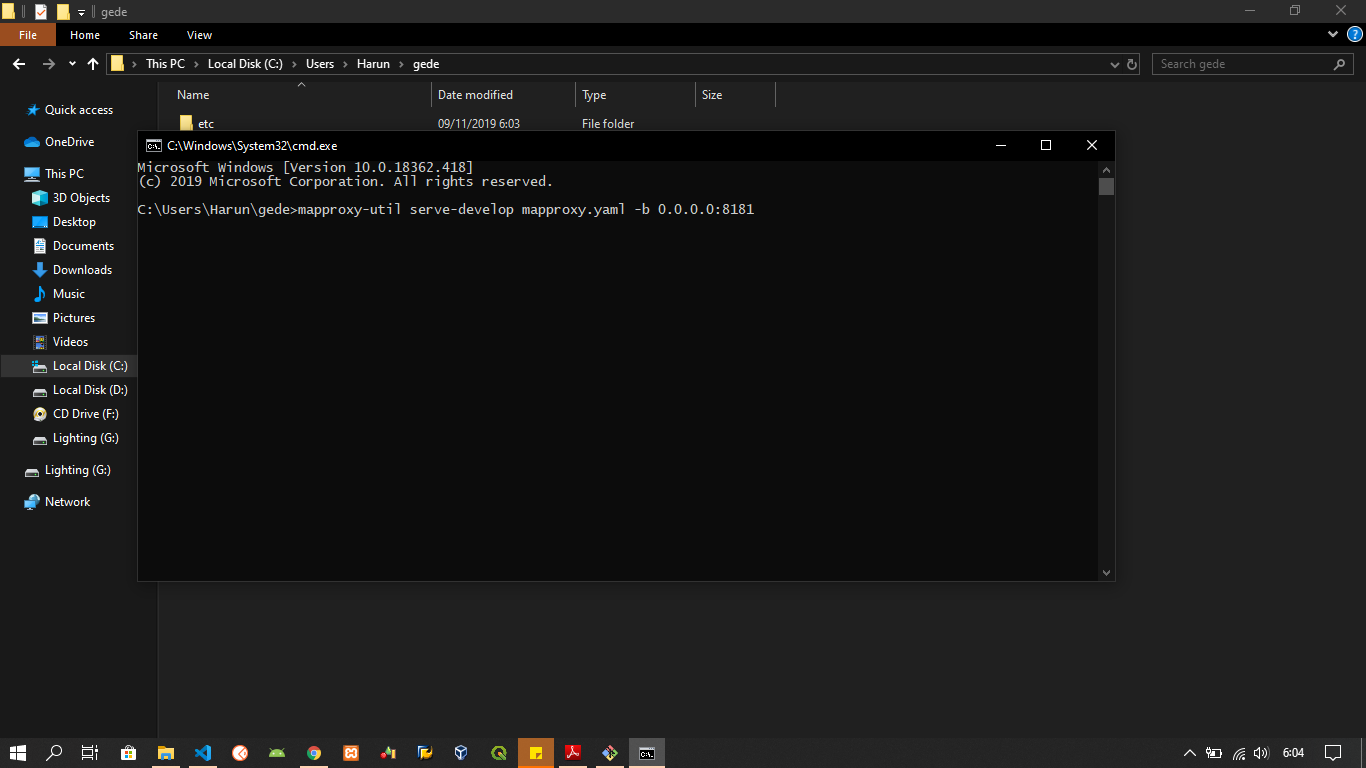 gede
File Home Share View
This PC Local Disk (C:) Users Harun gede
Search gede
Name Date modified Type Size
etc 09/11/2019 6:03 File folder
Quick access
OneDrive
This PC
3D Objects
Desktop
Documents
Downloads
Music
Pictures
Videos
Local Disk (C:)
Local Disk (D:)
CD Drive (F:)
Lighting (G:)
Lighting (G:)
Network
C:\Windows\System32\cmd.exe
Microsoft Windows [Version 10.0.18362.418]
(c) 2019 Microsoft Corporation. All rights reserved.
C:\Users\Harun\gede>mapproxy-util serve-develop mapproxy.yaml -b 0.0.0.0:8181
6:04